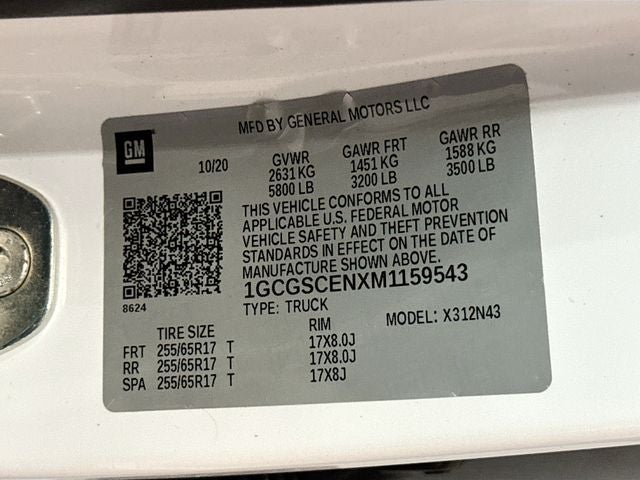 MFD BY GENERAL MOTORS LLC
GM
10/20
GVWR
2631 KG
5800 LB
GAWR FRT
1451 KG
3200 LB
GAWR RR
1588 KG
3500 LB
THIS VEHICLE CONFORMS TO ALL
APPLICABLE U.S. FEDERAL MOTOR
VEHICLE SAFETY AND THEFT PREVENTION
STANDARDS IN EFFECT ON THE DATE OF
MANUFACTURE SHOWN ABOVE.
1GCGSCENXM1159543
8624
TYPE: TRUCK
MODEL: X312N43
TIRE SIZE RIM
FRT 255/65R17 T 17X8.0J
RR 255/65R17 T 17X8.0J
SPA 255/65R17 T 17X8J